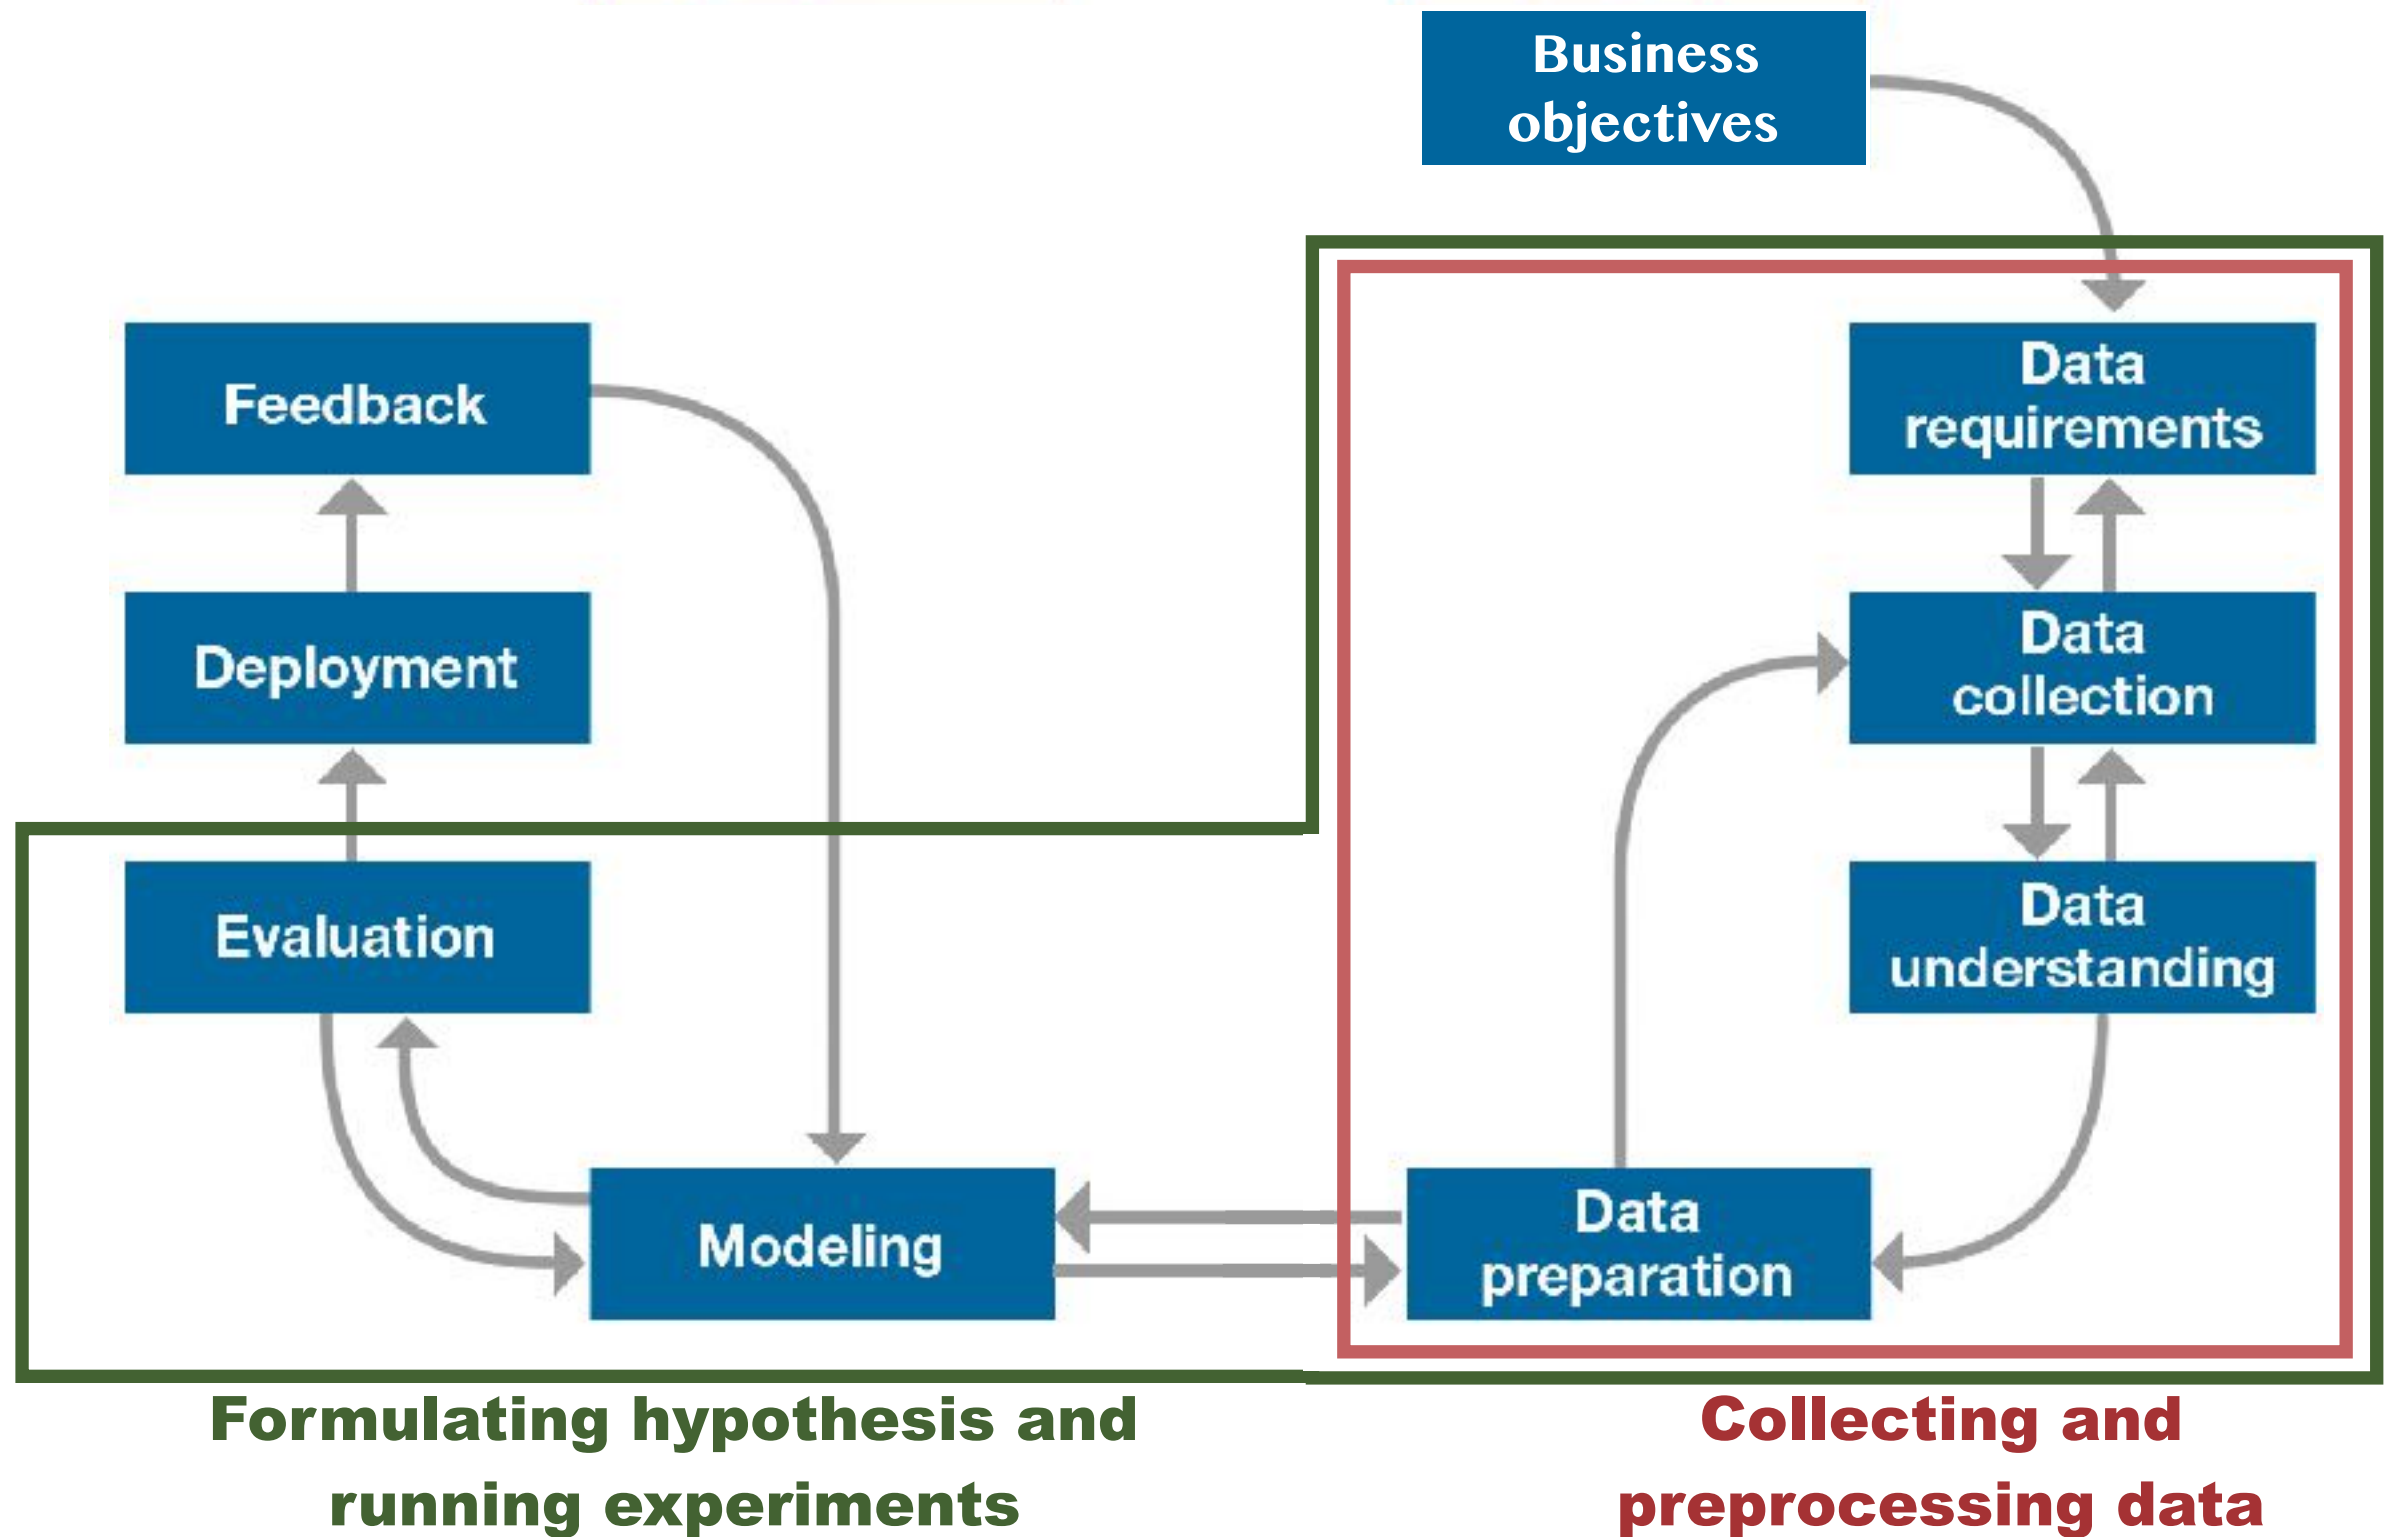 Business
objectives
Feedback
Data
requirements
Deployment
Data
collection
Evaluation
Data
understanding
Modeling
Data
preparation
Formulating hypothesis and
running experiments
Collecting and
preprocessing data